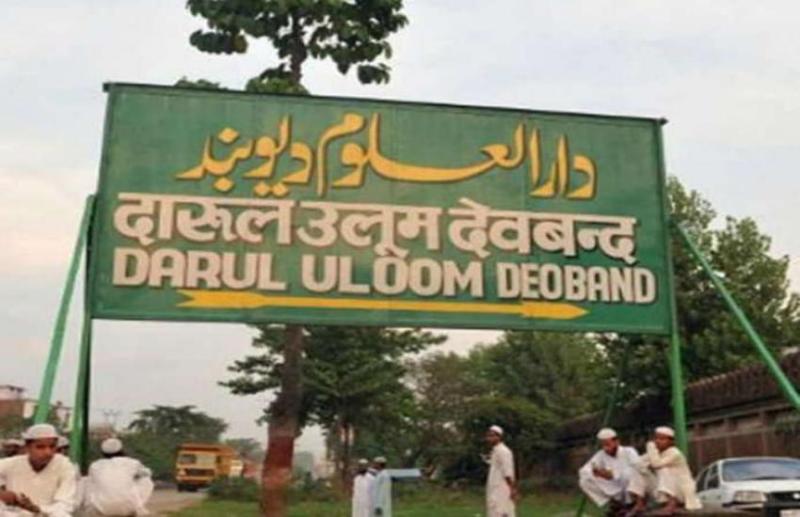 دارالعلوم دیوبند
दारूल उलूम देवबन्द
DARUL ULOOM DEOBAND